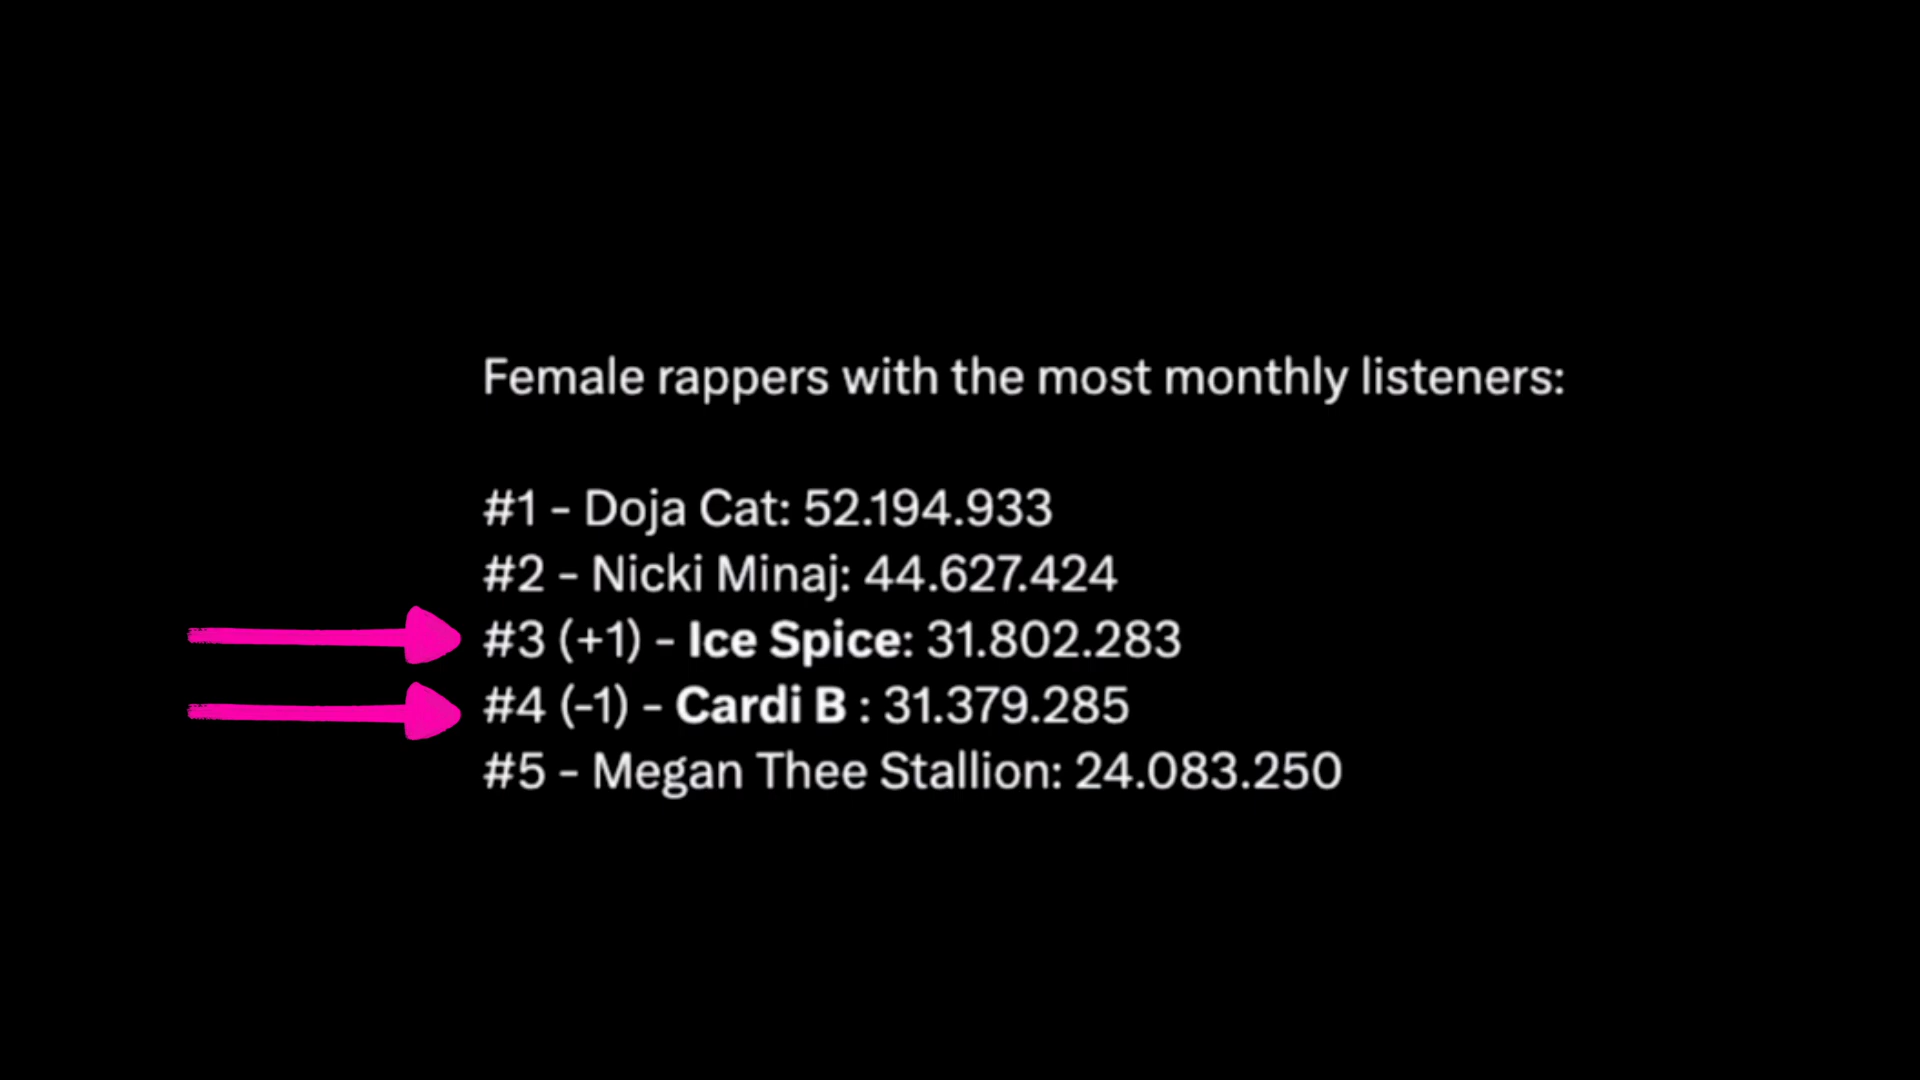 Female rappers with the most monthly listeners:
#1 - Doja Cat: 52.194.933
#2 - Nicki Minaj: 44.627.424
#3 (+1) - Ice Spice: 31.802.283
#4 (-1) - Cardi B : 31.379.285
#5 - Megan Thee Stallion: 24.083.250